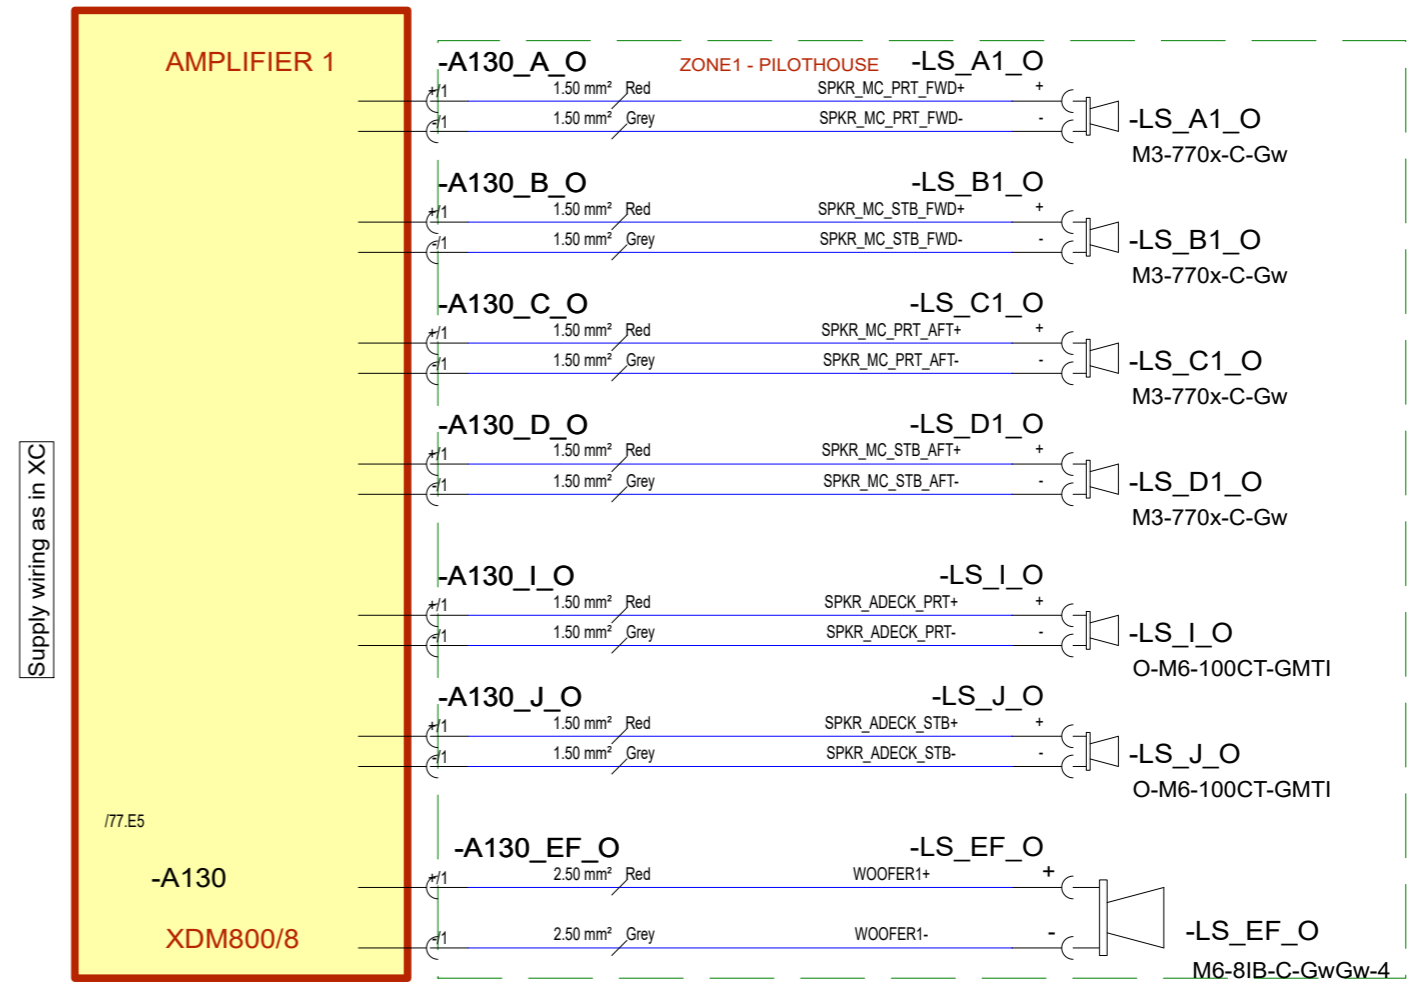 AMPLIFIER 1
ZONE1 - PILOTHOUSE
-A130_A_O -LS_A1_O
+/1 1.50 mm² Red SPKR_MC_PRT_FWD+ +
-/1 1.50 mm² Grey SPKR_MC_PRT_FWD- -
-LS_A1_O
M3-770x-C-Gw
-A130_B_O -LS_B1_O
+/1 1.50 mm² Red SPKR_MC_STB_FWD+ +
-/1 1.50 mm² Grey SPKR_MC_STB_FWD- -
-LS_B1_O
M3-770x-C-Gw
-A130_C_O -LS_C1_O
+/1 1.50 mm² Red SPKR_MC_PRT_AFT+ +
-/1 1.50 mm² Grey SPKR_MC_PRT_AFT- -
-LS_C1_O
M3-770x-C-Gw
-A130_D_O -LS_D1_O
+/1 1.50 mm² Red SPKR_MC_STB_AFT+ +
-/1 1.50 mm² Grey SPKR_MC_STB_AFT- -
-LS_D1_O
M3-770x-C-Gw
Supply wiring as in XC
-A130_I_O -LS_I_O
+/1 1.50 mm² Red SPKR_ADECK_PRT+ +
-/1 1.50 mm² Grey SPKR_ADECK_PRT- -
-LS_I_O
O-M6-100CT-GMTI
-A130_J_O -LS_J_O
+/1 1.50 mm² Red SPKR_ADECK_STB+ +
-/1 1.50 mm² Grey SPKR_ADECK_STB- -
-LS_J_O
O-M6-100CT-GMTI
/77.E5
-A130_EF_O -LS_EF_O
-A130
+/1 2.50 mm² Red WOOFER1+ +
XDM800/8
-/1 2.50 mm² Grey WOOFER1- -
-LS_EF_O
M6-8IB-C-GwGw-4